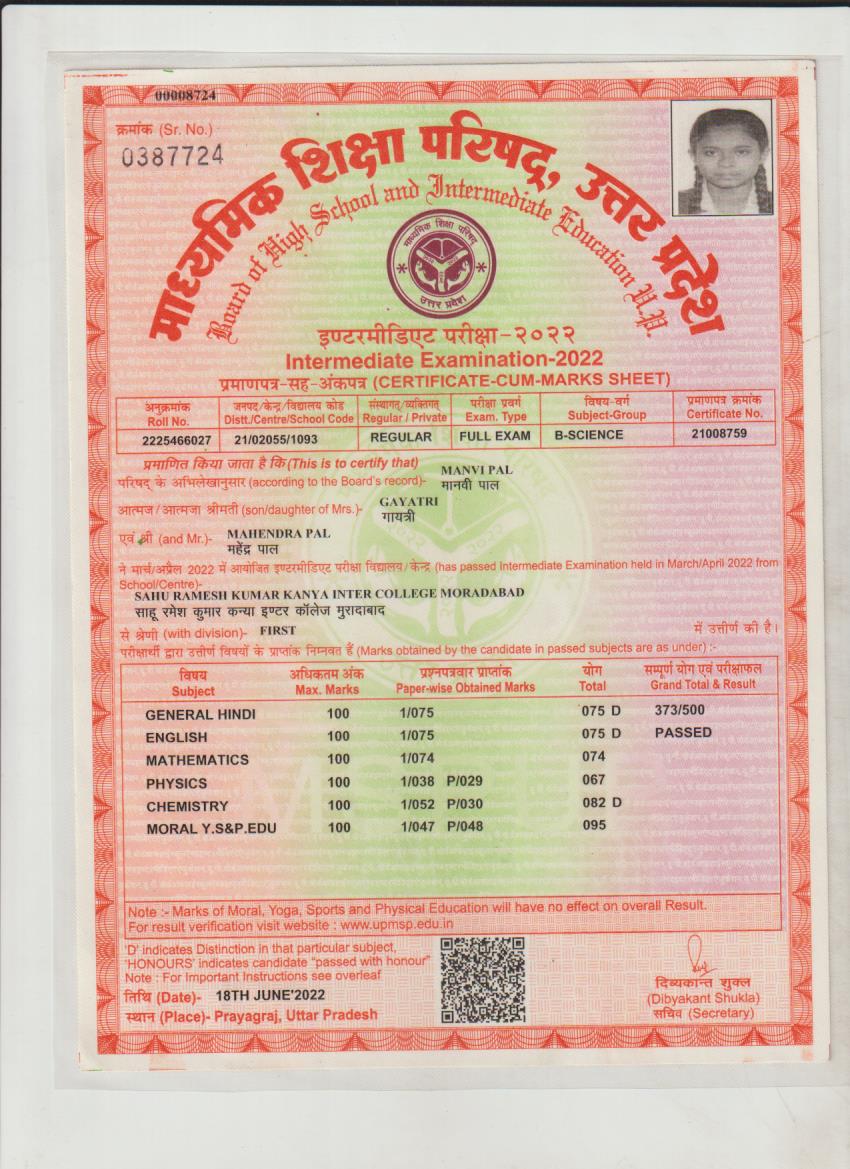 00008724
क्रमांक (Sr. No.)
0387724
माध्यमिक शिक्षा परिषद्, उत्तर प्रदेश
Board of High School and Intermediate Education U.P.
माध्यमिक शिक्षा परिषद्
उत्तर प्रदेश
इण्टरमीडिएट परीक्षा-२०२२
Intermediate Examination-2022
प्रमाणपत्र-सह-अंकपत्र (CERTIFICATE-CUM-MARKS SHEET)
अनुक्रमांक जनपद/केन्द्र/विद्यालय कोड संस्थागत/व्यक्तिगत परीक्षा प्रवर्ग विषय-वर्ग प्रमाणपत्र क्रमांक
Roll No. Distt./Centre/School Code Regular / Private Exam. Type Subject-Group Certificate No.
2225466027 21/02055/1093 REGULAR FULL EXAM B-SCIENCE 21008759
प्रमाणित किया जाता है कि (This is to certify that) MANVI PAL
परिषद् के अभिलेखानुसार (according to the Board's record)- मानवी पाल
GAYATRI
आत्मज/आत्मजा श्रीमती (son/daughter of Mrs.)- गायत्री
एवं श्री (and Mr.)- MAHENDRA PAL
महेंद्र पाल
ने मार्च/अप्रैल 2022 में आयोजित इण्टरमीडिएट परीक्षा विद्यालय/केन्द्र (has passed Intermediate Examination held in March/April 2022 from
School/Centre)-
SAHU RAMESH KUMAR KANYA INTER COLLEGE MORADABAD
साहू रमेश कुमार कन्या इण्टर कॉलेज मुरादाबाद
से श्रेणी (with division)- FIRST में उत्तीर्ण की है।
परीक्षार्थी द्वारा उत्तीर्ण विषयों के प्राप्तांक निम्नवत हैं (Marks obtained by the candidate in passed subjects are as under) :-
विषय अधिकतम अंक प्रश्नपत्रवार प्राप्तांक योग सम्पूर्ण योग एवं परीक्षाफल
Subject Max. Marks Paper-wise Obtained Marks Total Grand Total & Result
GENERAL HINDI 100 1/075 075 D 373/500
ENGLISH 100 1/075 075 D PASSED
MATHEMATICS 100 1/074 074
PHYSICS 100 1/038 P/029 067
CHEMISTRY 100 1/052 P/030 082 D
MORAL Y.S&P.EDU 100 1/047 P/048 095
Note :- Marks of Moral, Yoga, Sports and Physical Education will have no effect on overall Result.
For result verification visit website : www.upmsp.edu.in
'D' indicates Distinction in that particular subject,
'HONOURS' indicates candidate "passed with honour"
Note : For Important Instructions see overleaf
तिथि (Date)- 18TH JUNE'2022
स्थान (Place)- Prayagraj, Uttar Pradesh
दिव्यकान्त शुक्ल
(Dibyakant Shukla)
सचिव (Secretary)